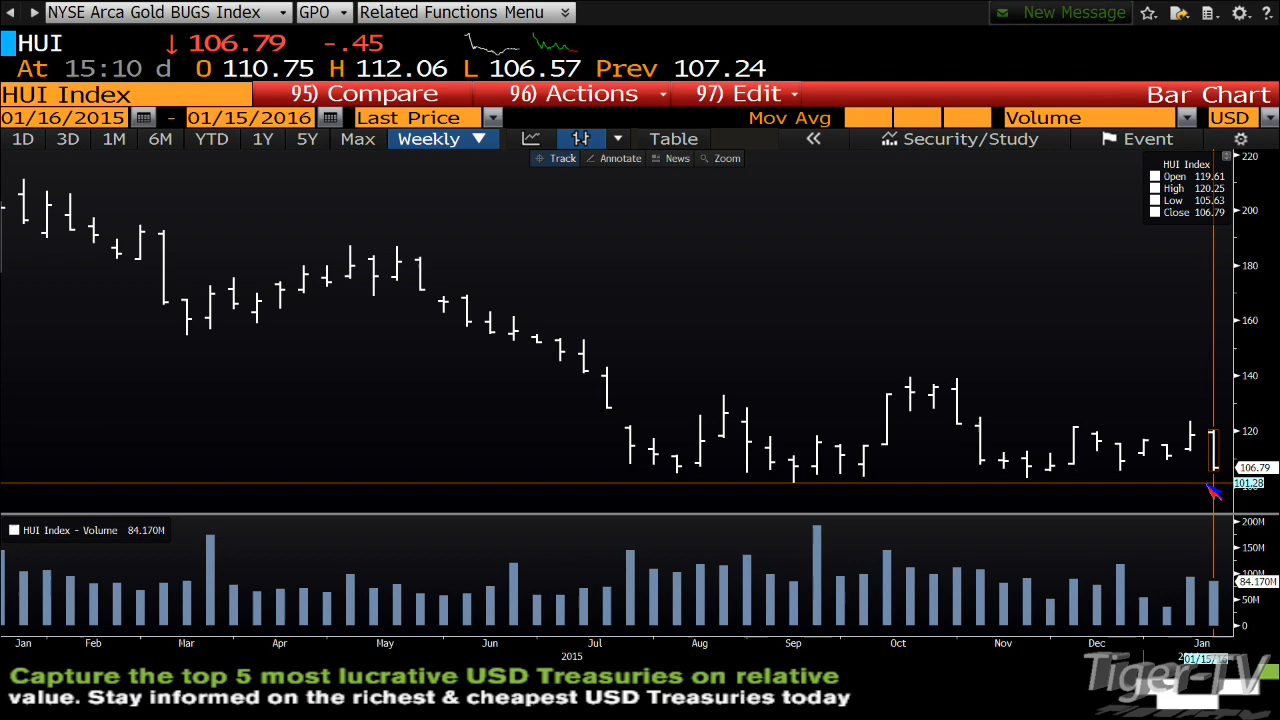 NYSE Arca Gold BUGS Index GPO Related Functions Menu New Message
HUI 106.79 -.45
At 15:10 d O 110.75 H 112.06 L 106.57 Prev 107.24
HUI Index 95) Compare 96) Actions 97) Edit Bar Chart
01/16/2015 - 01/15/2016 Last Price Mov Avg Volume USD
1D 3D 1M 6M YTD 1Y 5Y Max Weekly Table Security/Study Event
Track Annotate News Zoom
HUI Index
Open 119.61
High 120.25
Low 105.63
Close 106.79
220
200
180
160
140
120
106.79
101.28
HUI Index - Volume 84.170M
200M
150M
100M
84.170M
50M
0
Jan Feb Mar Apr May Jun Jul Aug Sep Oct Nov Dec Jan
2015 01/15/16
Capture the top 5 most lucrative USD Treasuries on relative
value. Stay informed on the richest & cheapest USD Treasuries today
Tiger-TV